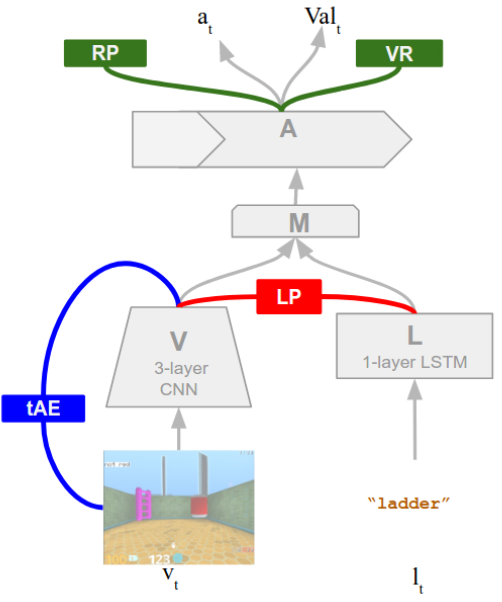 a_t Val_t
RP VR
A
M
LP
V L
3-layer 1-layer LSTM
CNN
tAE
“ladder”
123
v_t l_t